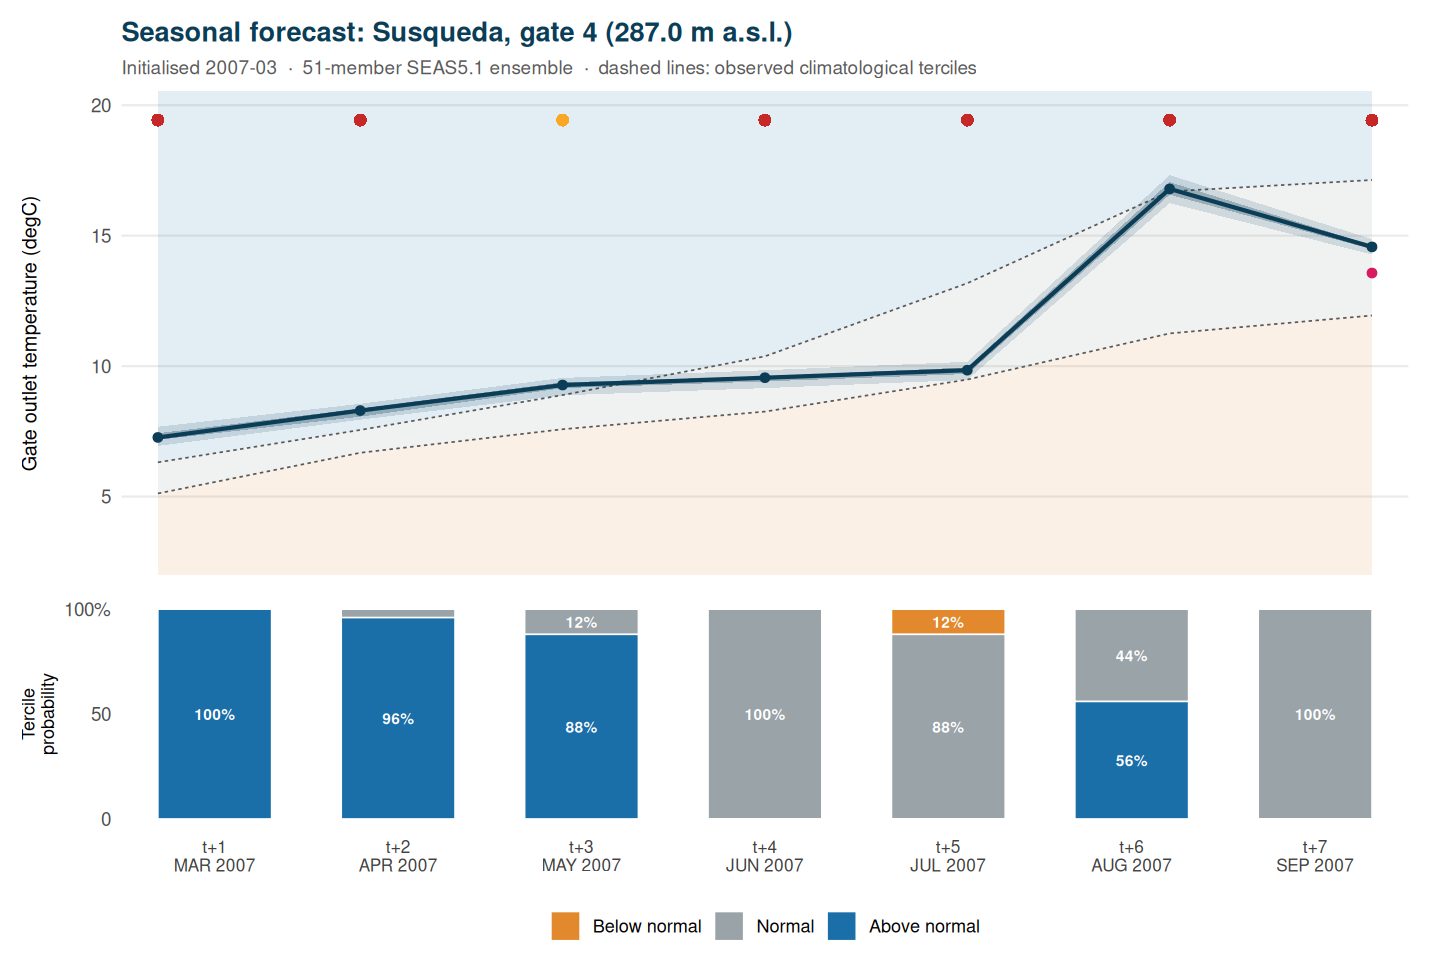 Seasonal forecast: Susqueda, gate 4 (287.0 m a.s.l.)
Initialised 2007-03 · 51-member SEAS5.1 ensemble · dashed lines: observed climatological terciles
Gate outlet temperature (degC)
20
15
10
5
Tercile
probability
100%
50
0
100%
96%
12%
88%
100%
12%
88%
44%
56%
100%
t+1
MAR 2007
t+2
APR 2007
t+3
MAY 2007
t+4
JUN 2007
t+5
JUL 2007
t+6
AUG 2007
t+7
SEP 2007
Below normal
Normal
Above normal